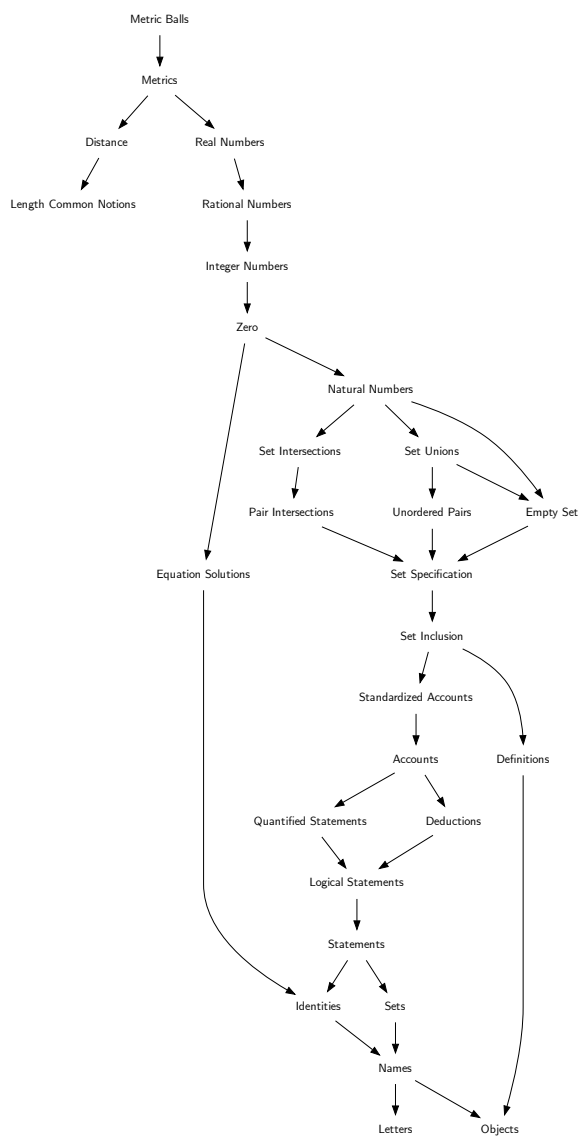 Metric Balls
Metrics
Distance
Real Numbers
Length Common Notions
Rational Numbers
Integer Numbers
Zero
Natural Numbers
Set Intersections
Set Unions
Pair Intersections
Unordered Pairs
Empty Set
Equation Solutions
Set Specification
Set Inclusion
Standardized Accounts
Accounts
Definitions
Quantified Statements
Deductions
Logical Statements
Statements
Identities
Sets
Names
Letters
Objects